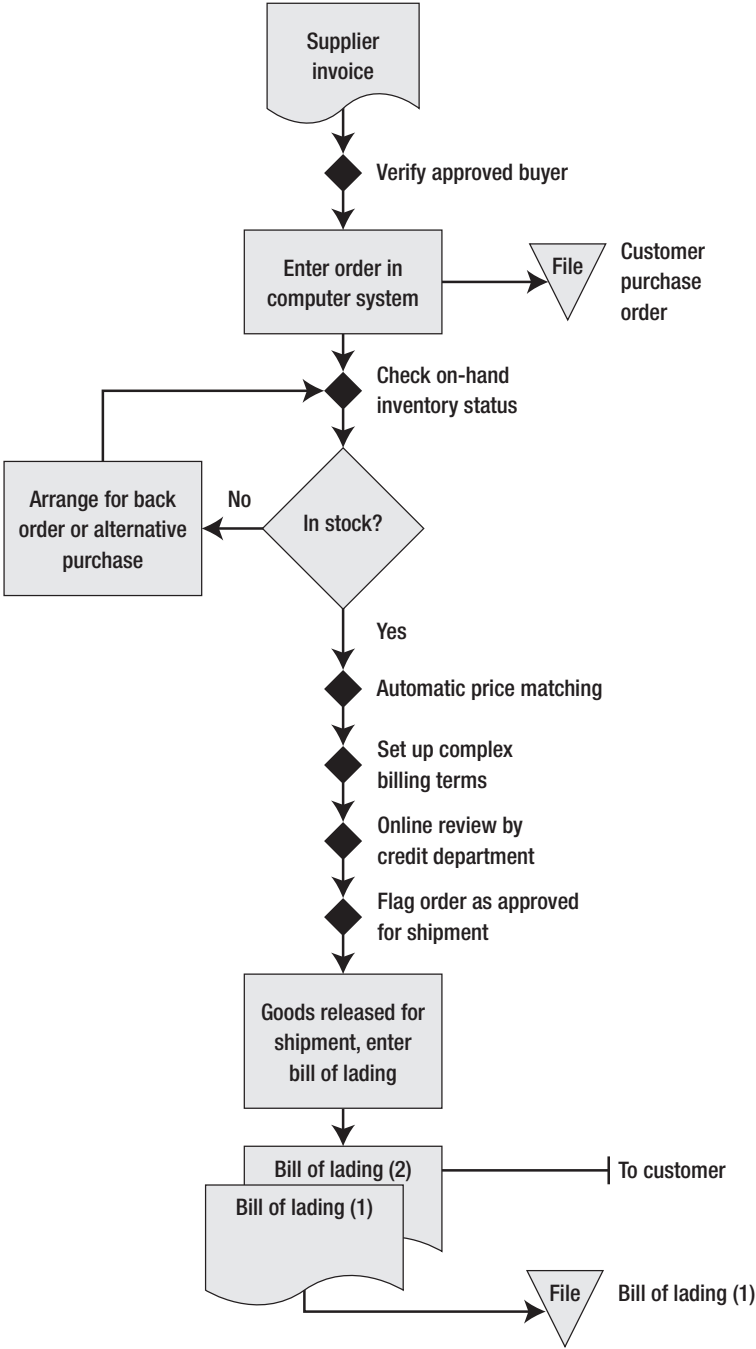 Supplier
invoice
Verify approved buyer
Enter order in
computer system
File
Customer
purchase
order
Check on-hand
inventory status
Arrange for back
order or alternative
purchase
No
In stock?
Yes
Automatic price matching
Set up complex
billing terms
Online review by
credit department
Flag order as approved
for shipment
Goods released for
shipment, enter
bill of lading
Bill of lading (2)
To customer
Bill of lading (1)
File
Bill of lading (1)